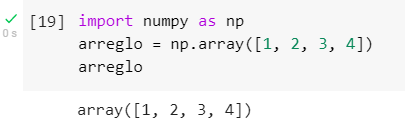 [19] import numpy as np
arreglo = np.array([1, 2, 3, 4])
arreglo
0s
array([1, 2, 3, 4])